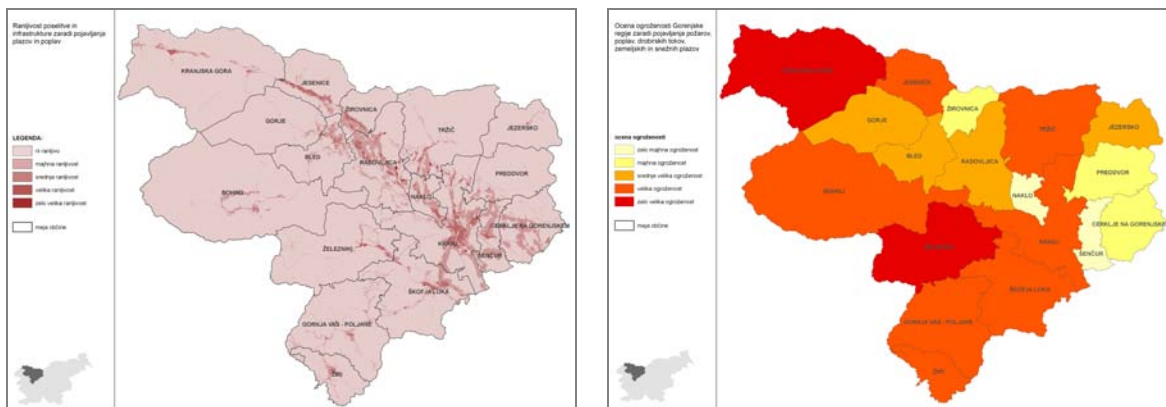 Ranljivost poselitve in
infrastrukture zaradi pojavljanja
plazov in poplav
KRANJSKA GORA
JESENICE
ŽIROVNICA
TRŽIČ
JEZERSKO
GORJE
BLED
RADOVLJICA
PREDDVOR
BOHINJ
NAKLO
CERKLJE NA GORENJSKEM
KRANJ
ŠENČUR
ŽELEZNIKI
ŠKOFJA LOKA
GORNJA VAS - POLJANE
ŽIRI
LEGENDA:
ni ranljivo
majhna ranljivost
srednja ranljivost
velika ranljivost
zelo velika ranljivost
meja občine
Ocena ogroženosti Gorenjske
regije zaradi pojavljanja požarov,
poplav, drobirskih tokov,
zemeljskih in snežnih plazov
JESENICE
ŽIROVNICA
TRŽIČ
JEZERSKO
GORJE
BLED
RADOVLJICA
PREDDVOR
BOHINJ
NAKLO
CERKLJE NA GORENJSKEM
KRANJ
ŠENČUR
ŠKOFJA LOKA
GORNJA VAS - POLJANE
ŽIRI
ocena ogroženosti
zelo majhna ogroženost
majhna ogroženost
srednje velika ogroženost
velika ogroženost
zelo velika ogroženost
meja občine